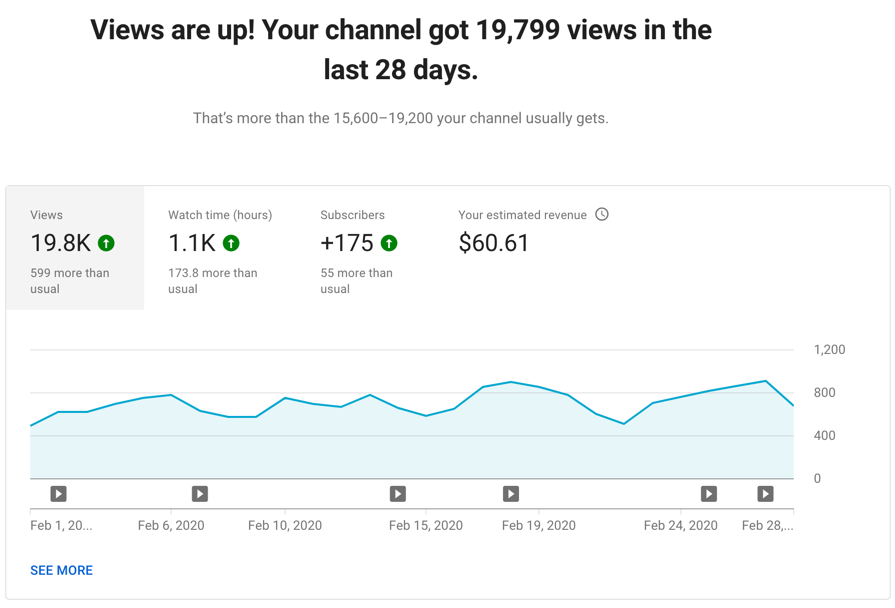 Views are up! Your channel got 19,799 views in the
last 28 days.
That's more than the 15,600–19,200 your channel usually gets.
Views
19.8K
599 more than
usual
Watch time (hours)
1.1K
173.8 more than
usual
Subscribers
+175
55 more than
usual
Your estimated revenue
$60.61
1,200
800
400
0
Feb 1, 20...
Feb 6, 2020
Feb 10, 2020
Feb 15, 2020
Feb 19, 2020
Feb 24, 2020
Feb 28,...
SEE MORE